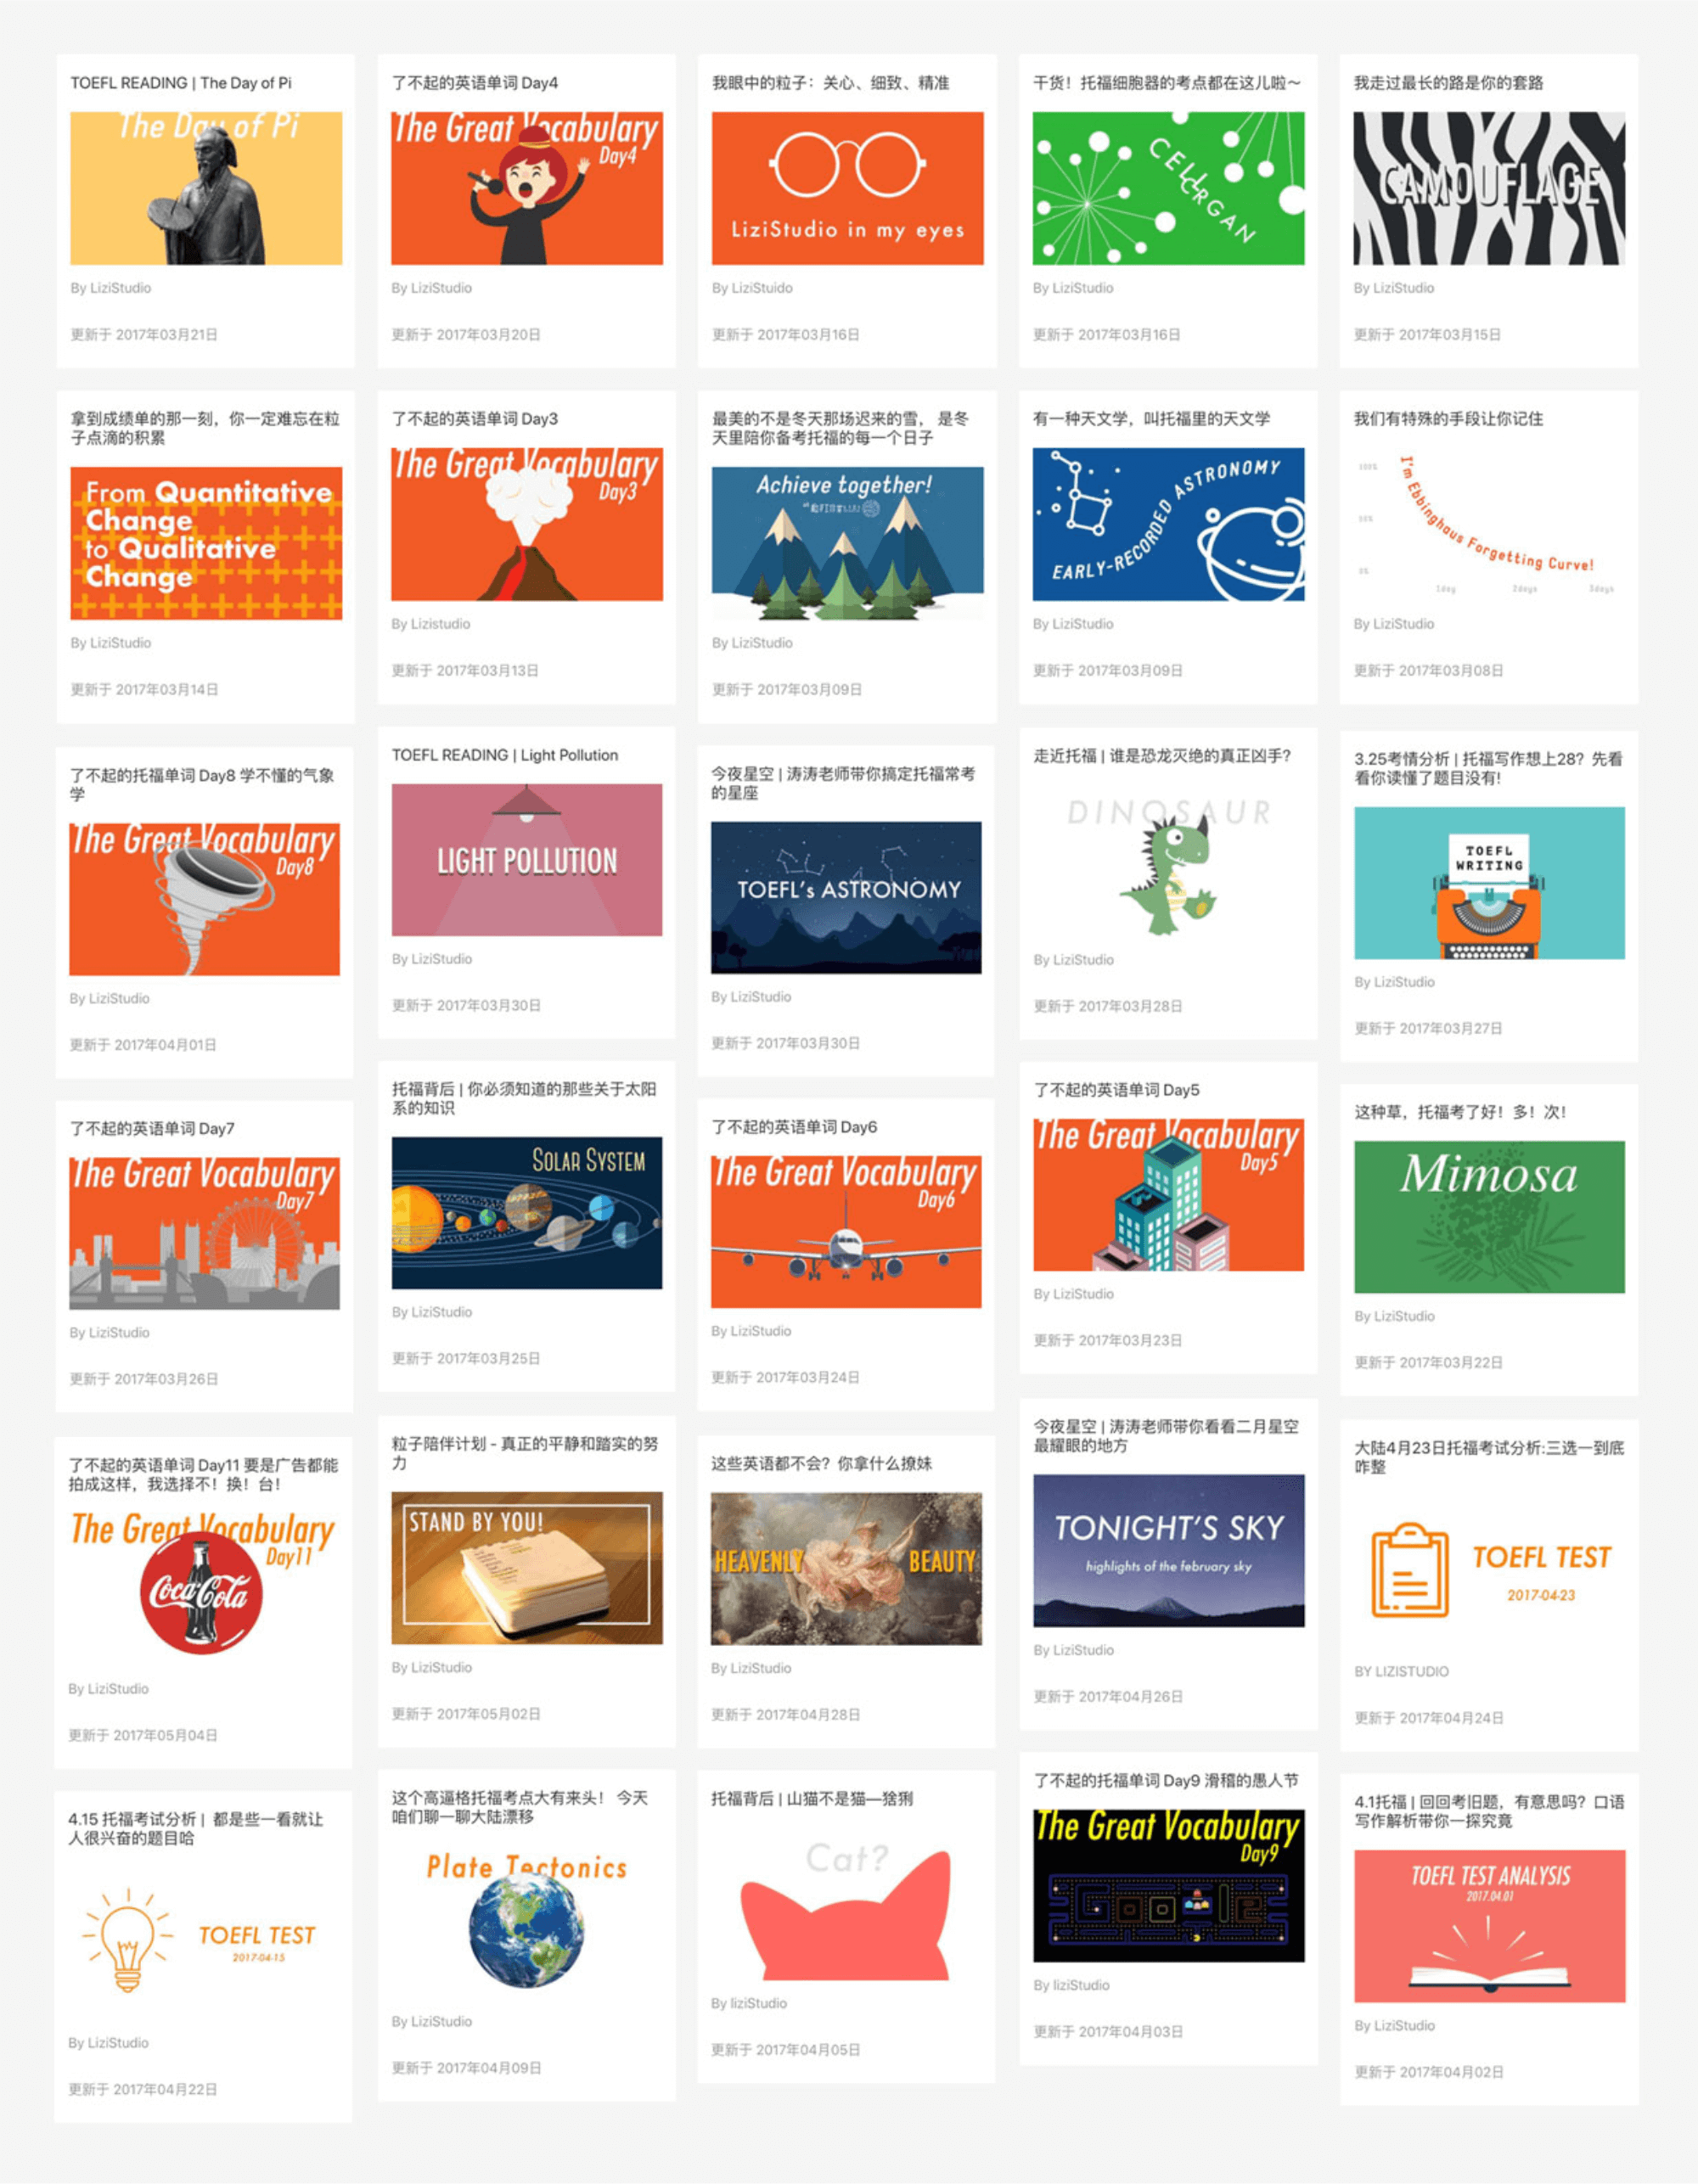 TOEFL READING | The Day of Pi
The Day of Pi
By LiziStudio
更新于 2017年03月21日
了不起的英语单词 Day4
The Great Vocabulary
Day4
By LiziStudio
更新于 2017年03月20日
我眼中的粒子：关心、细致、精准
LiziStudio in my eyes
By LiziStuido
更新于 2017年03月16日
干货！托福细胞器的考点都在这儿啦～
CELL
ORGAN
By LiziStudio
更新于 2017年03月16日
我走过最长的路是你的套路
CAMOUFLAGE
By LiziStudio
更新于 2017年03月15日
拿到成绩单的那一刻，你一定难忘在粒
子点滴的积累
From Quantitative
Change
to Qualitative
Change
By LiziStudio
更新于 2017年03月14日
了不起的英语单词 Day3
The Great Vocabulary
Day3
By Lizistudio
更新于 2017年03月13日
最美的不是冬天那场迟来的雪， 是冬
天里陪你备考托福的每一个日子
Achieve together!
By LiziStudio
更新于 2017年03月09日
有一种天文学，叫托福里的天文学
EARLY-RECORDED ASTRONOMY
By LiziStudio
更新于 2017年03月09日
我们有特殊的手段让你记住
100%
50%
0%
I'm Ebbinghaus Forgetting Curve!
1day 2days 3days
By LiziStudio
更新于 2017年03月08日
了不起的托福单词 Day8 学不懂的气象
学
The Great Vocabulary
Day8
By LiziStudio
更新于 2017年04月01日
TOEFL READING | Light Pollution
LIGHT POLLUTION
By LiziStudio
更新于 2017年03月30日
今夜星空 | 涛涛老师带你搞定托福常考
的星座
TOEFL's ASTRONOMY
By LiziStudio
更新于 2017年03月30日
走近托福 | 谁是恐龙灭绝的真正凶手?
DINOSAUR
By LiziStudio
更新于 2017年03月28日
3.25考情分析 | 托福写作想上28？先看
看你读懂了题目没有!
TOEFL
WRITING
By LiziStudio
更新于 2017年03月27日
了不起的英语单词 Day7
The Great Vocabulary
Day7
By LiziStudio
更新于 2017年03月26日
托福背后 | 你必须知道的那些关于太阳
系的知识
SOLAR SYSTEM
By LiziStudio
更新于 2017年03月25日
了不起的英语单词 Day6
The Great Vocabulary
Day6
By LiziStudio
更新于 2017年03月24日
了不起的英语单词 Day5
The Great Vocabulary
Day5
By LiziStudio
更新于 2017年03月23日
这种草，托福考了好！多！次！
Mimosa
By LiziStudio
更新于 2017年03月22日
了不起的英语单词 Day11 要是广告都能
拍成这样，我选择不！换！台！
The Great Vocabulary
Day11
Coca-Cola
By LiziStudio
更新于 2017年05月04日
粒子陪伴计划 - 真正的平静和踏实的努
力
STAND BY YOU!
By LiziStudio
更新于 2017年05月02日
这些英语都不会？你拿什么撩妹
HEAVENLY BEAUTY
By LiziStudio
更新于 2017年04月28日
今夜星空 | 涛涛老师带你看看二月星空
最耀眼的地方
TONIGHT'S SKY
highlights of the february sky
By LiziStudio
更新于 2017年04月26日
大陆4月23日托福考试分析:三选一到底
咋整
TOEFL TEST
2017-04-23
BY LIZISTUDIO
更新于 2017年04月24日
4.15 托福考试分析 | 都是些一看就让
人很兴奋的题目哈
TOEFL TEST
2017-04-15
By LiziStudio
更新于 2017年04月22日
这个高逼格托福考点大有来头！ 今天
咱们聊一聊大陆漂移
Plate Tectonics
By LiziStudio
更新于 2017年04月09日
托福背后 | 山猫不是猫—猞猁
Cat?
By liziStudio
更新于 2017年04月05日
了不起的托福单词 Day9 滑稽的愚人节
The Great Vocabulary
Day9
By liziStudio
更新于 2017年04月03日
4.1托福 | 回回考旧题，有意思吗？口语
写作解析带你一探究竟
TOEFL TEST ANALYSIS
2017.04.01
By LiziStudio
更新于 2017年04月02日